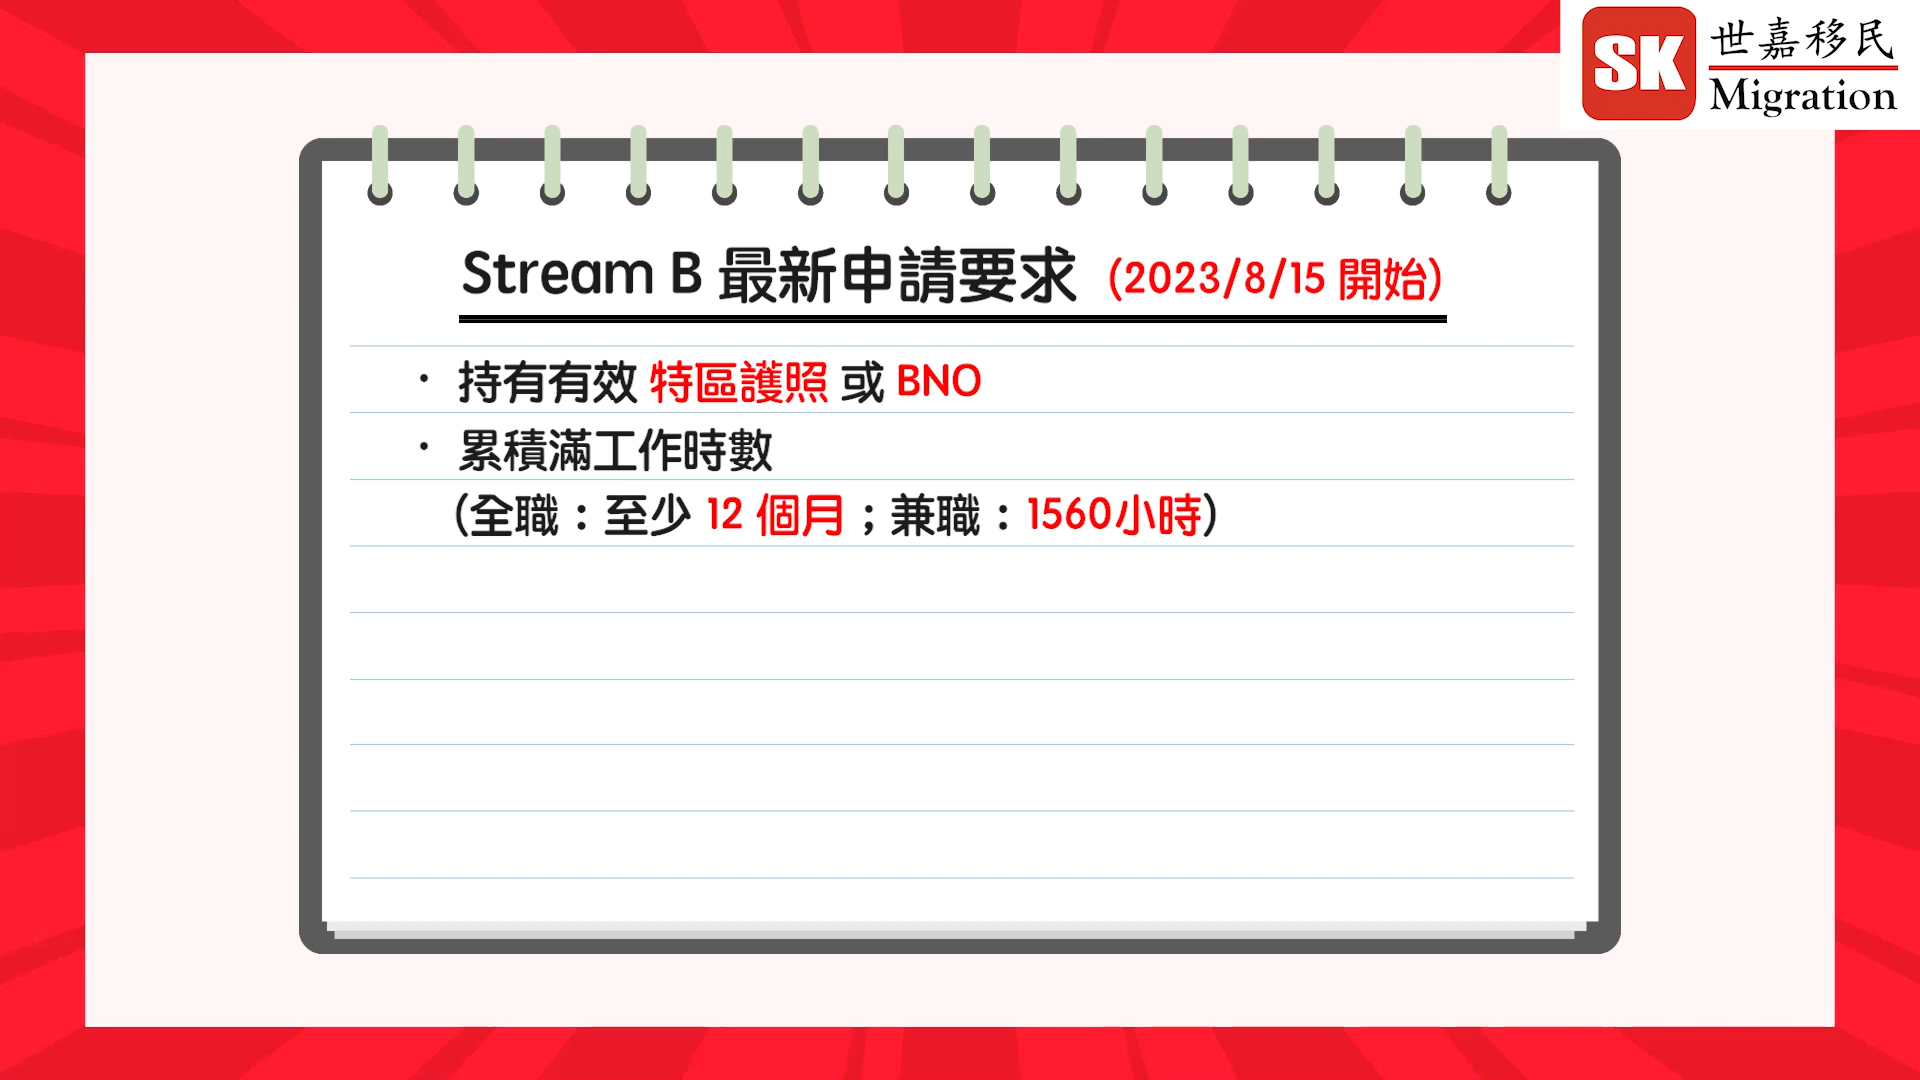 SK 世嘉移民
Migration
Stream B 最新申請要求 (2023/8/15 開始)
· 持有有效 特區護照 或 BNO
· 累積滿工作時數
(全職：至少 12 個月；兼職：1560小時)